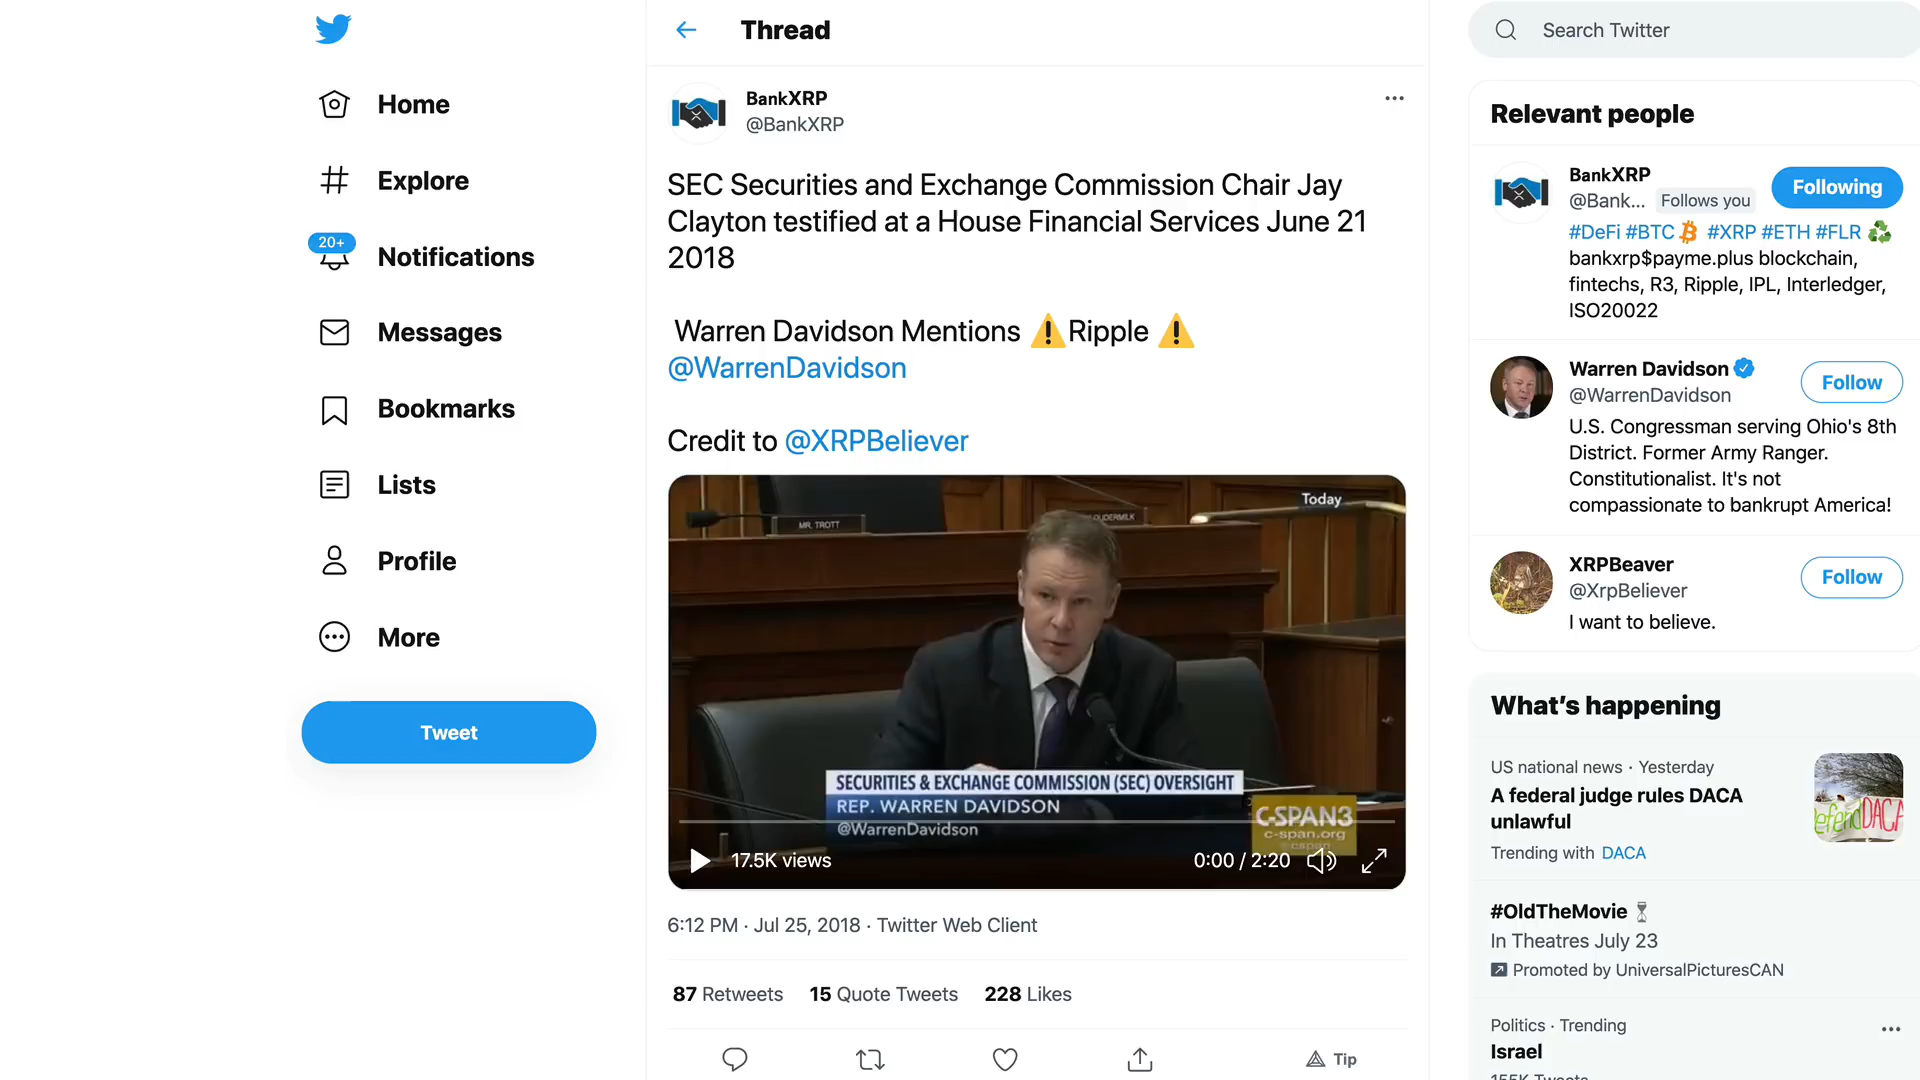 Home
Explore
20+
Notifications
Messages
Bookmarks
Lists
Profile
More
Tweet
Thread
BankXRP
@BankXRP
SEC Securities and Exchange Commission Chair Jay
Clayton testified at a House Financial Services June 21
2018
Warren Davidson Mentions ⚠️Ripple ⚠️
@WarrenDavidson
Credit to @XRPBeliever
Today
MR. TROTT
SECURITIES & EXCHANGE COMMISSION (SEC) OVERSIGHT
REP. WARREN DAVIDSON
@WarrenDavidson
C-SPAN3
c-span.org
@cspan
17.5K views
0:00 / 2:20
6:12 PM · Jul 25, 2018 · Twitter Web Client
87 Retweets 15 Quote Tweets 228 Likes
Tip
Search Twitter
Relevant people
BankXRP
@Bank... Follows you
Following
#DeFi #BTC #XRP #ETH #FLR ♻️
bankxrp$payme.plus blockchain,
fintechs, R3, Ripple, IPL, Interledger,
ISO20022
Warren Davidson
@WarrenDavidson
Follow
U.S. Congressman serving Ohio's 8th
District. Former Army Ranger.
Constitutionalist. It's not
compassionate to bankrupt America!
XRPBeaver
@XrpBeliever
Follow
I want to believe.
What's happening
US national news · Yesterday
A federal judge rules DACA
unlawful
Trending with DACA
#OldTheMovie
In Theatres July 23
Promoted by UniversalPicturesCAN
Politics · Trending
Israel
155K Tweets